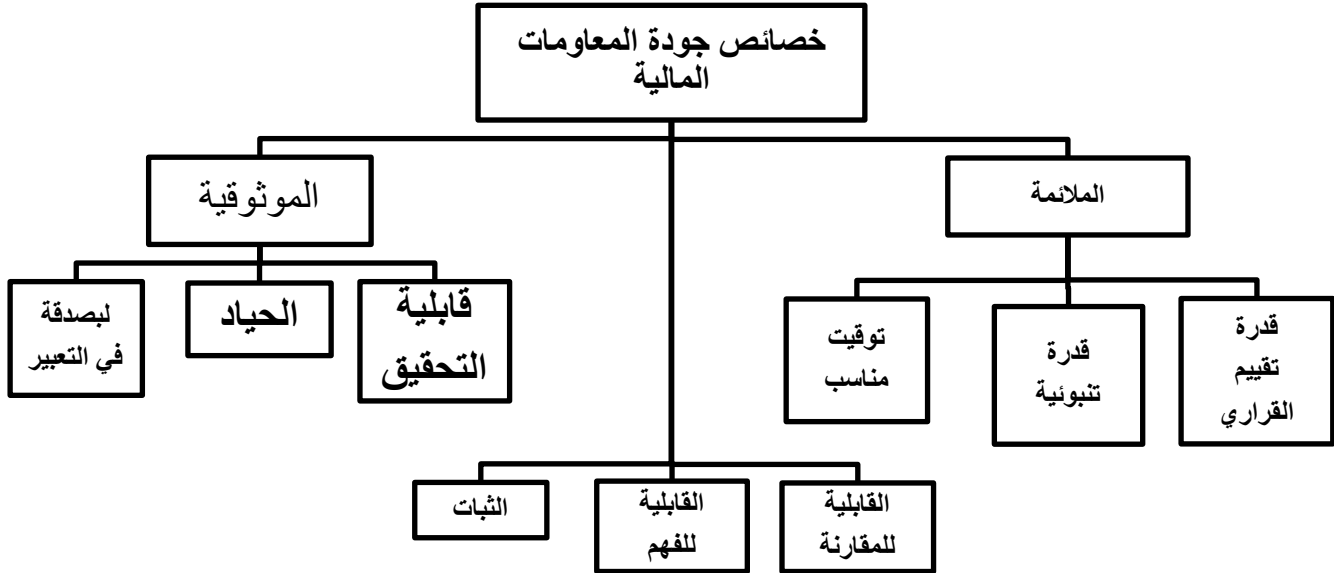 خصائص جودة المعاومات
المالية
الملائمة
الموثوقية
قدرة
تقييم
القراري
قدرة
تنبوئية
توقيت
مناسب
قابلية
التحقيق
الحياد
لبصدقة
في التعبير
القابلية
للمقارنة
القابلية
للفهم
الثبات